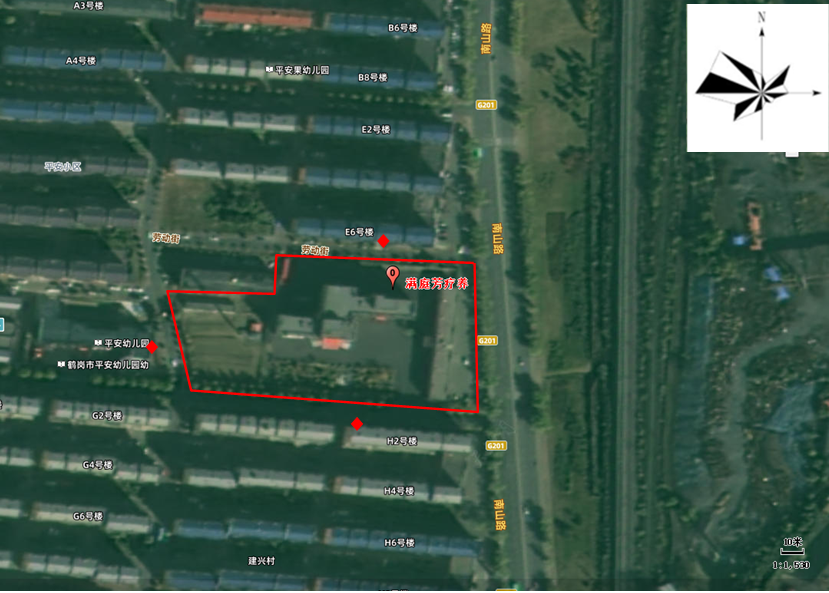 A3号楼
B6号楼
南山路
N
A4号楼
平安果幼儿园
B8号楼
G201
E2号楼
平安小区
E6号楼
南山路
劳动街
劳动街
0
满庭芳疗养
平安幼儿园
G201
鹤岗市平安幼儿园幼
G2号楼
H2号楼
G201
G4号楼
H4号楼
G6号楼
南山路
H6号楼
10米
建兴村
1:1,530